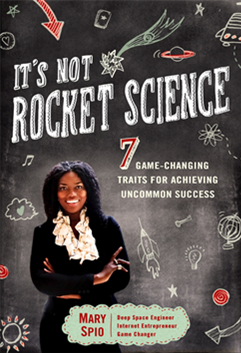 IT'S NOT
ROCKET SCIENCE
7
GAME-CHANGING
TRAITS FOR ACHIEVING
UNCOMMON SUCCESS
MARY
SPIO
Deep Space Engineer
Internet Entrepreneur
Game Changer